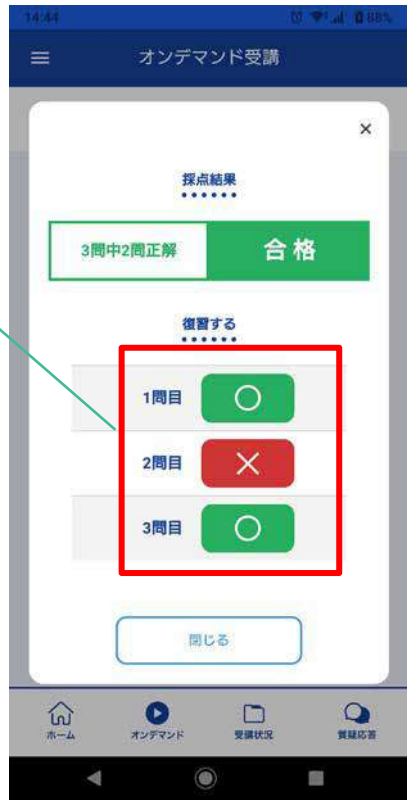 14:44
88%
オンデマンド受講
×
採点結果
3問中2問正解
合格
復習する
1問目 ○
2問目 ×
3問目 ○
閉じる
ホーム
オンデマンド
受講状況
質疑応答